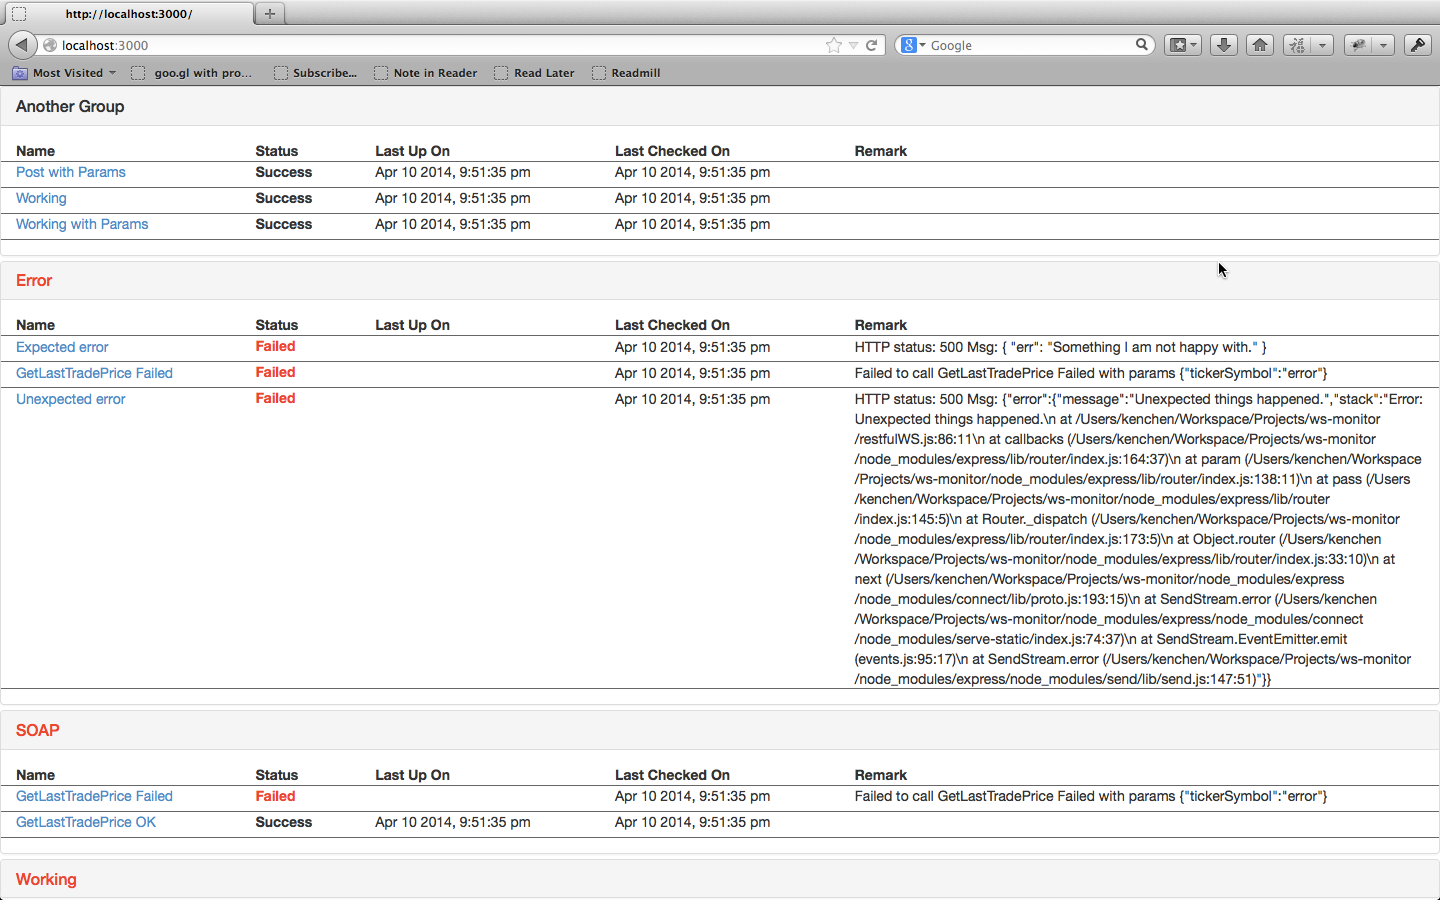 http://localhost:3000/
localhost:3000
Google
Most Visited
goo.gl with pro...
Subscribe...
Note in Reader
Read Later
Readmill
Another Group
Name Status Last Up On Last Checked On Remark
Post with Params Success Apr 10 2014, 9:51:35 pm Apr 10 2014, 9:51:35 pm
Working Success Apr 10 2014, 9:51:35 pm Apr 10 2014, 9:51:35 pm
Working with Params Success Apr 10 2014, 9:51:35 pm Apr 10 2014, 9:51:35 pm
Error
Name Status Last Up On Last Checked On Remark
Expected error Failed Apr 10 2014, 9:51:35 pm HTTP status: 500 Msg: { "err": "Something I am not happy with." }
GetLastTradePrice Failed Failed Apr 10 2014, 9:51:35 pm Failed to call GetLastTradePrice Failed with params {"tickerSymbol":"error"}
Unexpected error Failed Apr 10 2014, 9:51:35 pm HTTP status: 500 Msg: {"error":{"message":"Unexpected things happened.","stack":"Error:
Unexpected things happened.\n at /Users/kenchen/Workspace/Projects/ws-monitor
/restfulWS.js:86:11\n at callbacks (/Users/kenchen/Workspace/Projects/ws-monitor
/node_modules/express/lib/router/index.js:164:37)\n at param (/Users/kenchen/Workspace
/Projects/ws-monitor/node_modules/express/lib/router/index.js:138:11)\n at pass (/Users
/kenchen/Workspace/Projects/ws-monitor/node_modules/express/lib/router
/index.js:145:5)\n at Router._dispatch (/Users/kenchen/Workspace/Projects/ws-monitor
/node_modules/express/lib/router/index.js:173:5)\n at Object.router (/Users/kenchen
/Workspace/Projects/ws-monitor/node_modules/express/lib/router/index.js:33:10)\n at
next (/Users/kenchen/Workspace/Projects/ws-monitor/node_modules/express
/node_modules/connect/lib/proto.js:193:15)\n at SendStream.error (/Users/kenchen
/Workspace/Projects/ws-monitor/node_modules/express/node_modules/connect
/node_modules/serve-static/index.js:74:37)\n at SendStream.EventEmitter.emit
(events.js:95:17)\n at SendStream.error (/Users/kenchen/Workspace/Projects/ws-monitor
/node_modules/express/node_modules/send/lib/send.js:147:51)"}}
SOAP
Name Status Last Up On Last Checked On Remark
GetLastTradePrice Failed Failed Apr 10 2014, 9:51:35 pm Failed to call GetLastTradePrice Failed with params {"tickerSymbol":"error"}
GetLastTradePrice OK Success Apr 10 2014, 9:51:35 pm Apr 10 2014, 9:51:35 pm
Working